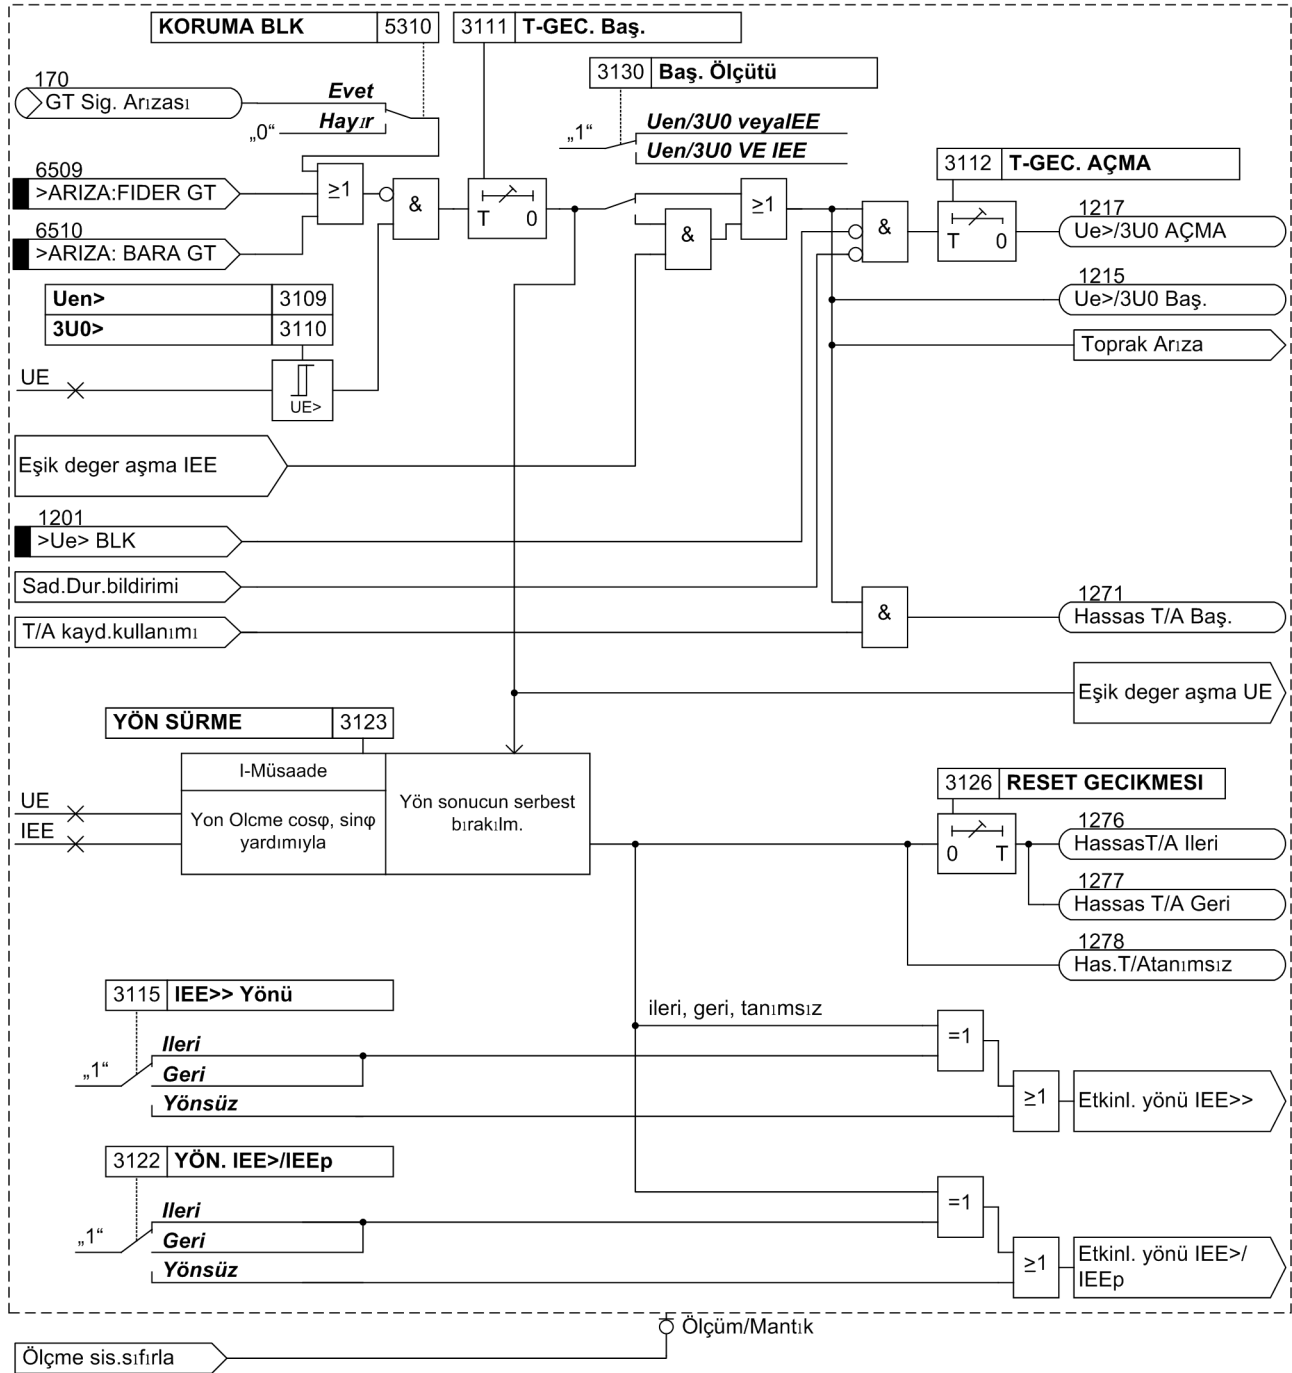 KORUMA BLK 5310
3111 T-GEC. Baş.
3130 Baş. Ölçütü
170
GT Sig. Arızası
Evet
Hayır
„0“
„1“
Uen/3U0 veyaIEE
Uen/3U0 VE IEE
3112 T-GEC. AÇMA
6509
>ARIZA:FIDER GT
≥1
&
T 0
&
≥1
&
T 0
1217
Ue>/3U0 AÇMA
6510
>ARIZA: BARA GT
1215
Ue>/3U0 Baş.
Uen> 3109
3U0> 3110
Toprak Arıza
UE
UE>
Eşik deger aşma IEE
1201
>Ue> BLK
Sad.Dur.bildirimi
T/A kayd.kullanımı
&
1271
Hassas T/A Baş.
Eşik deger aşma UE
YÖN SÜRME 3123
I-Müsaade
UE
IEE
Yon Olcme cosφ, sinφ
yardımıyla
Yön sonucun serbest
bırakılm.
3126 RESET GECIKMESI
0 T
1276
HassasT/A Ileri
1277
Hassas T/A Geri
1278
Has.T/Atanımsız
3115 IEE>> Yönü
ileri, geri, tanımsız
„1“
Ileri
Geri
Yönsüz
=1
≥1
Etkinl. yönü IEE>>
3122 YÖN. IEE>/IEEp
„1“
Ileri
Geri
Yönsüz
=1
≥1
Etkinl. yönü IEE>/
IEEp
Ölçüm/Mantık
Ölçme sis.sıfırla